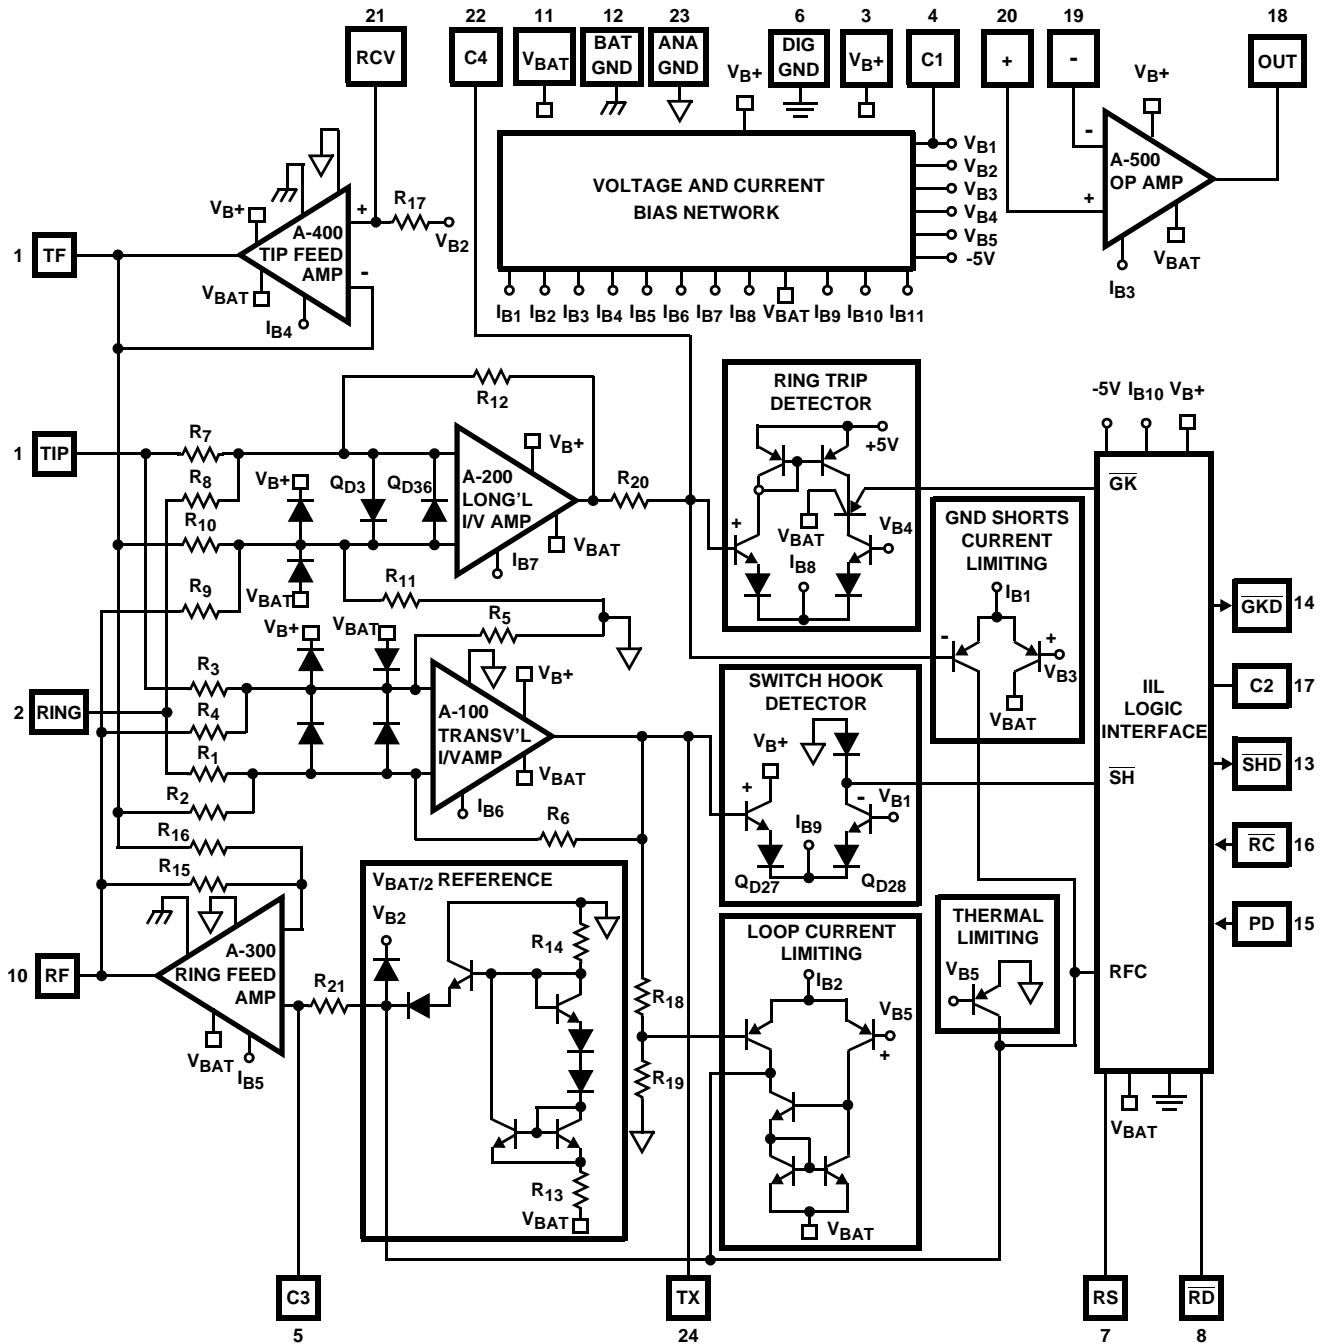 21 22 11 12 23 6 3 4 20 19 18
RCV C4 VBAT BAT GND ANA GND DIG GND VB+ C1 + - OUT
VB+
VB+
VOLTAGE AND CURRENT
BIAS NETWORK
VB1
VB2
VB3
VB4
VB5
-5V
IB1 IB2 IB3 IB4 IB5 IB6 IB7 IB8 VBAT IB9 IB10 IB11
-
A-500
OP AMP
+
VBAT
IB3
VB+
+
R17
VB2
A-400
TIP FEED
AMP
-
1 TF
VBAT
IB4
R12
1 TIP
R7
R8
R10
R9
VB+
QD3
QD36
VBAT
A-200
LONG'L
I/V AMP
VB+
VBAT
IB7
R20
R11
R5
RING TRIP
DETECTOR
+5V
+
VBAT
VB4
IB8
-5V IB10 VB+
GK
GND SHORTS
CURRENT
LIMITING
IB1
-
+
VB3
VBAT
IIL
LOGIC
INTERFACE
SH
RFC
GKD 14
C2 17
SHD 13
RC 16
PD 15
VB+
VBAT
R3
R4
2 RING
R1
R2
R16
R15
A-100
TRANSV'L
I/VAMP
VB+
VBAT
IB6
R6
SWITCH HOOK
DETECTOR
VB+
+
-
VB1
IB9
QD27
QD28
VBAT/2 REFERENCE
VB2
R14
R13
VBAT
A-300
RING FEED
AMP
10 RF
R21
VBAT
IB5
R18
R19
LOOP CURRENT
LIMITING
IB2
VB5
+
VBAT
THERMAL
LIMITING
VB5
VBAT
C3
5
TX
24
RS
7
RD
8